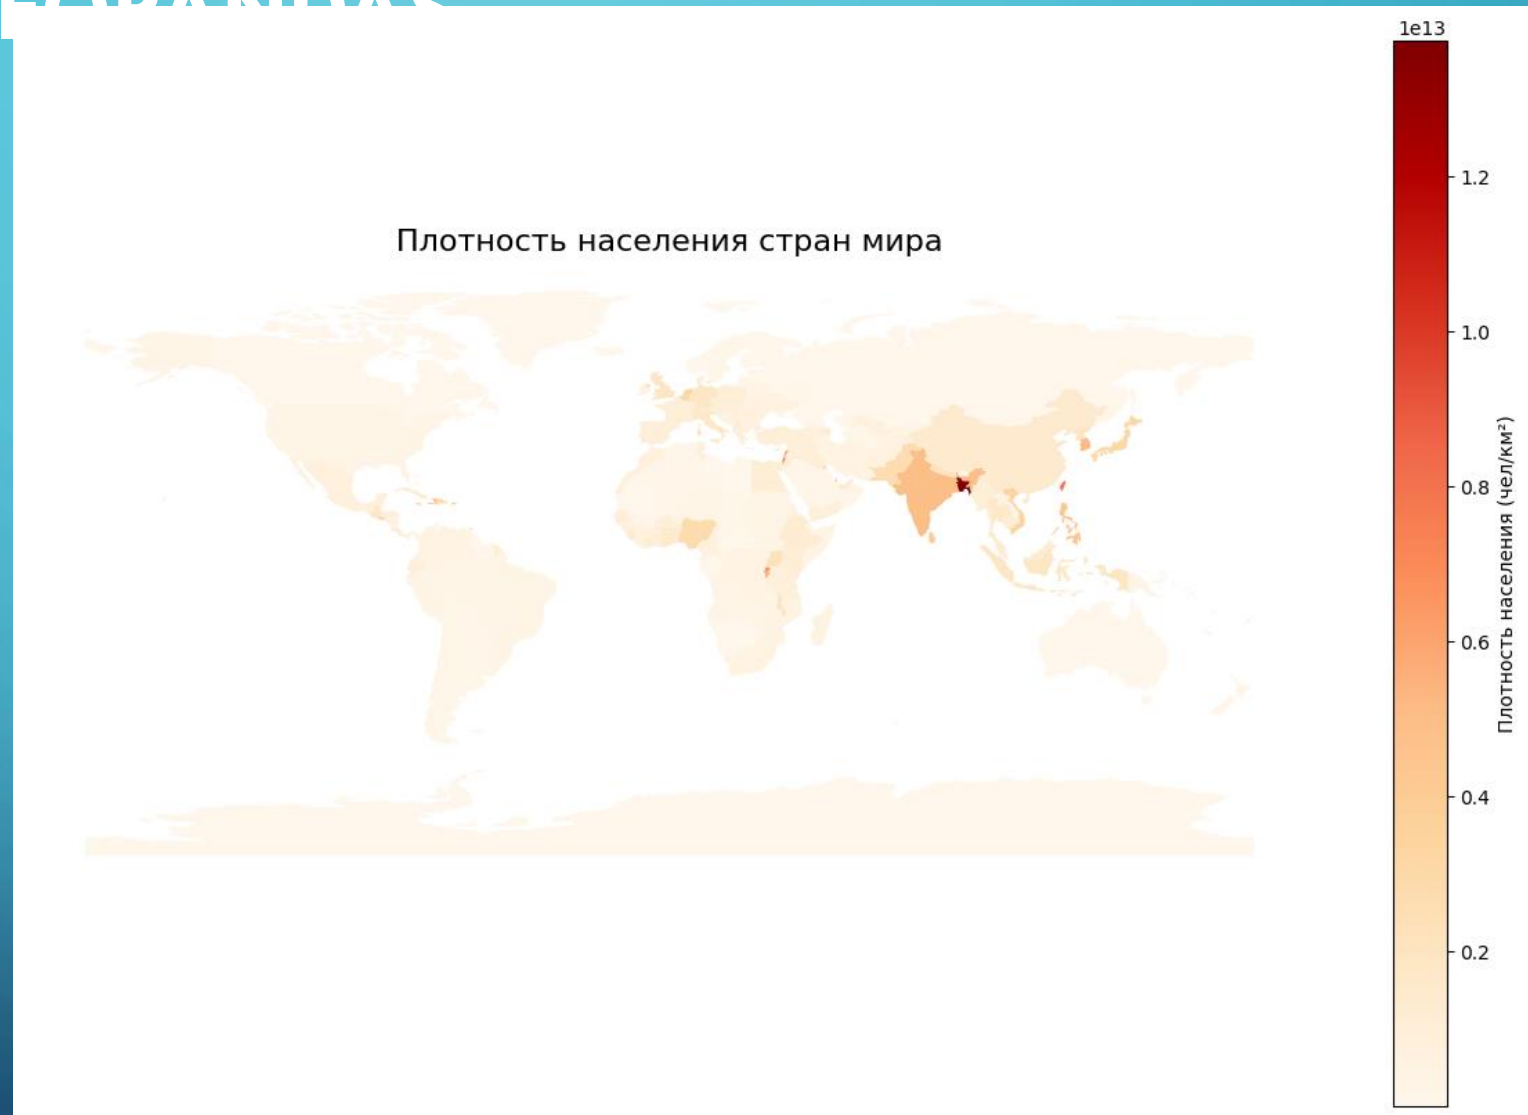 1e13
Плотность населения стран мира
1.2
1.0
0.8
0.6
0.4
0.2
Плотность населения (чел/км²)